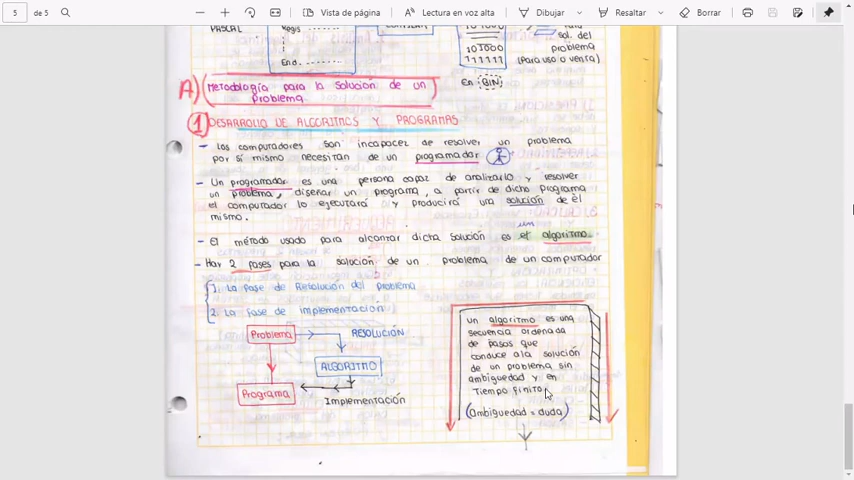 5 de 5
Vista de página
Lectura en voz alta
Dibujar
Resaltar
Borrar
PASCAL
Regis
End.
101000
111111
En BIN
sol. del
problema
(Para uso o venta)
A) Metodología para la solución de un
problema
1 DESARROLLO DE ALGORITMOS Y PROGRAMAS
- Los computadores son incapaces de resolver un problema
por sí mismo necesitan de un programador
- Un programador es una persona capaz de analizarlo y resolver
un problema, diseñar un programa, a partir de dicho programa
el computador lo ejecutará y producirá una solución de él
mismo.
un
- El método usado para alcanzar dicha solución es el algoritmo
- Hay 2 fases para la solución de un problema de un computador
1. La fase de Resolución del problema
2. La fase de implementación
Problema
RESOLUCIÓN
ALGORITMO
Programa
Implementación
un algoritmo es una
secuencia ordenada
de pasos que
conduce a la solución
de un problema sin
ambiguedad y en
Tiempo finito
(ambiguedad = duda)